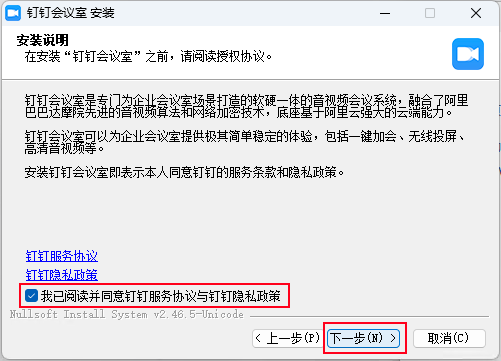 钉钉会议室 安装
安装说明
在安装“钉钉会议室”之前，请阅读授权协议。
钉钉会议室是专门为企业会议室场景打造的软硬一体的音视频会议系统，融合了阿里
巴巴达摩院先进的音视频算法和网络加密技术，底座基于阿里云强大的云端能力。
钉钉会议室可以为企业会议室提供极其简单稳定的体验，包括一键加会、无线投屏、
高清音视频等。
安装钉钉会议室即表示本人同意钉钉的服务条款和隐私政策。
钉钉服务协议
钉钉隐私政策
我已阅读并同意钉钉服务协议与钉钉隐私政策
Nullsoft Install System v2.46.5-Unicode
< 上一步(P) 下一步(N) > 取消(C)